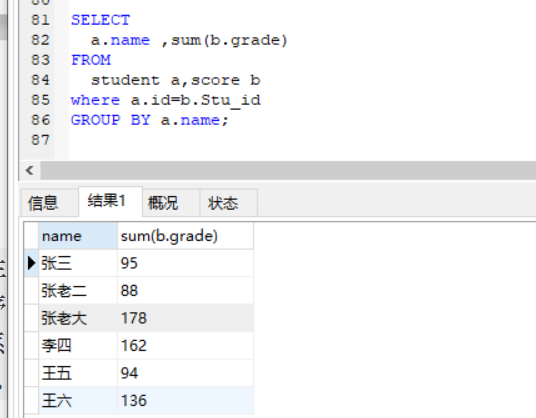 81 SELECT
82 a.name ,sum(b.grade)
83 FROM
84 student a,score b
85 where a.id=b.Stu_id
86 GROUP BY a.name;
87
信息 结果1 概况 状态
name sum(b.grade)
张三 95
张老二 88
张老大 178
李四 162
王五 94
王六 136